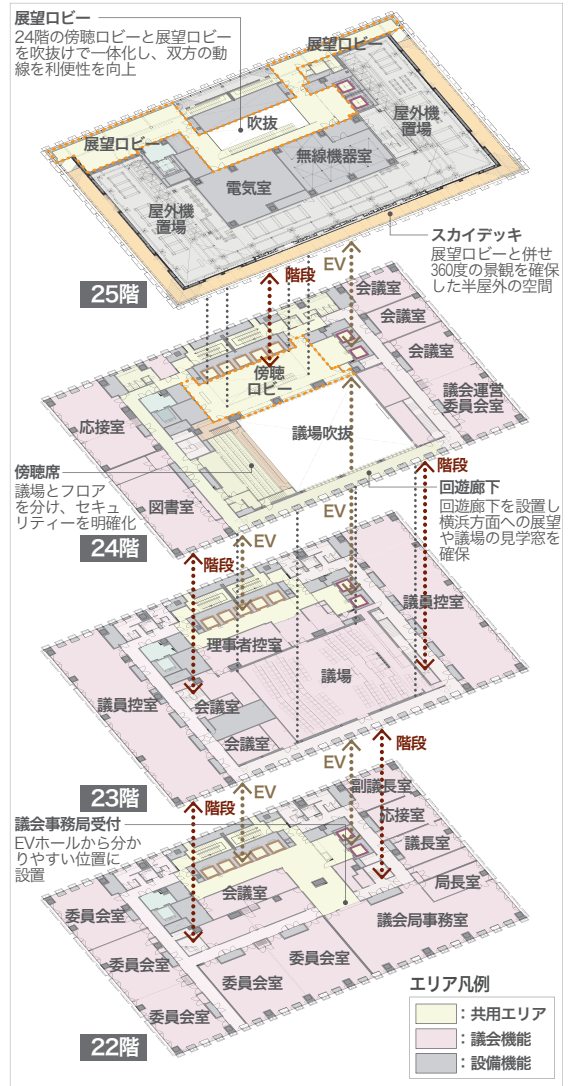 展望ロビー
24階の傍聴ロビーと展望ロビー
を吹抜けで一体化し、双方の動
線を利便性を向上
展望ロビー
吹抜
展望ロビー
屋外機
置場
無線機器室
電気室
屋外機
置場
スカイデッキ
展望ロビーと併せ
360度の景観を確保
した半屋外の空間
EV
階段
25階
会議室
会議室
会議室
傍聴
ロビー
議会運営
委員会室
応接室
議場吹抜
傍聴席
議場とフロア
を分け、セキュ
リティーを明確化
図書室
階段
回遊廊下
回遊廊下を設置し
横浜方面への展望
や議場の見学窓を
確保
EV
24階
EV
階段
議員控室
理事者控室
議場
議員控室
会議室
会議室
階段
EV
23階
EV
階段
副議長室
応接室
議会事務局受付
EVホールから分か
りやすい位置に
設置
議長室
局長室
会議室
委員会室
議会局事務室
委員会室
委員会室
委員会室
委員会室
22階
エリア凡例
：共用エリア
：議会機能
：設備機能